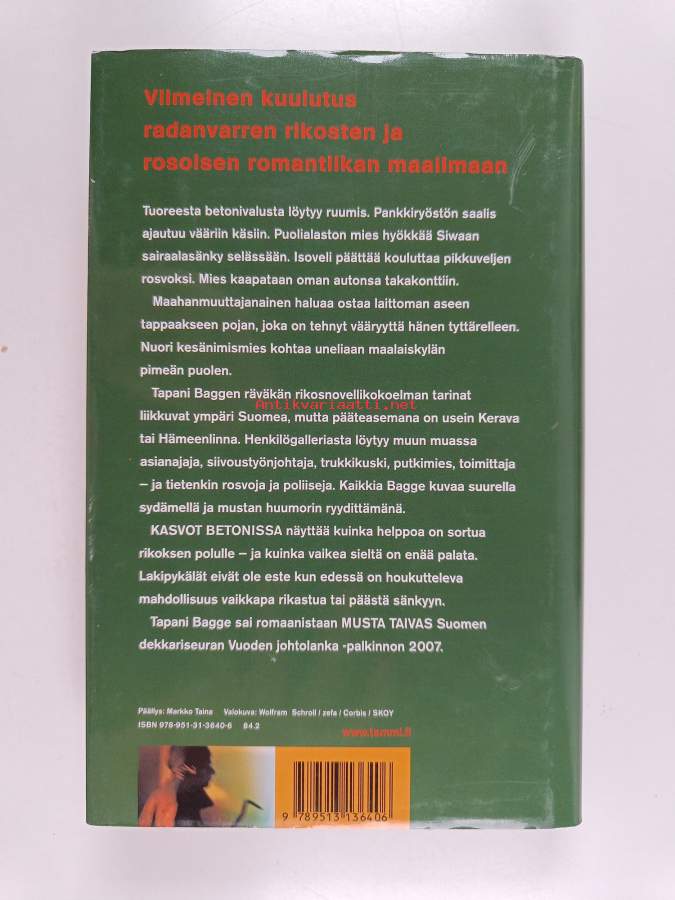 Viimeinen kuulutus
radanvarren rikosten ja
rosoisen romantiikan maailmaan
Tuoreesta betonivalusta löytyy ruumis. Pankkiryöstön saalis
ajautuu vääriin käsiin. Puolialaston mies hyökkää Siwaan
sairaalasänky selässään. Isoveli päättää kouluttaa pikkuveljen
rosvoksi. Mies kaapataan oman autonsa takakonttiin.
Maahanmuuttajanainen haluaa ostaa laittoman aseen
tappaakseen pojan, joka on tehnyt vääryyttä hänen tyttärelleen.
Nuori kesänimismies kohtaa uneliaan maalaiskylän
pimeän puolen.
Tapani Baggen räväkän rikosnovellikokoelman tarinat
Antikvariaatti.net
liikkuvat ympäri Suomea, mutta pääteasemana on usein Kerava
tai Hämeenlinna. Henkilögalleriasta löytyy muun muassa
asianajaja, siivoustyönjohtaja, trukkikuski, putkimies, toimittaja
– ja tietenkin rosvoja ja poliiseja. Kaikkia Bagge kuvaa suurella
sydämellä ja mustan huumorin ryydittämänä.
KASVOT BETONISSA näyttää kuinka helppoa on sortua
rikoksen polulle – ja kuinka vaikea sieltä on enää palata.
Lakipykälät eivät ole este kun edessä on houkutteleva
mahdollisuus vaikkapa rikastua tai päästä sänkyyn.
Tapani Bagge sai romaanistaan MUSTA TAIVAS Suomen
dekkariseuran Vuoden johtolanka -palkinnon 2007.
Päällys: Markko Taina Valokuva: Wolfram Schroll / zefa / Corbis / SKOY
ISBN 978-951-31-3640-6 84.2
www.tammi.fi
9 789513 136406